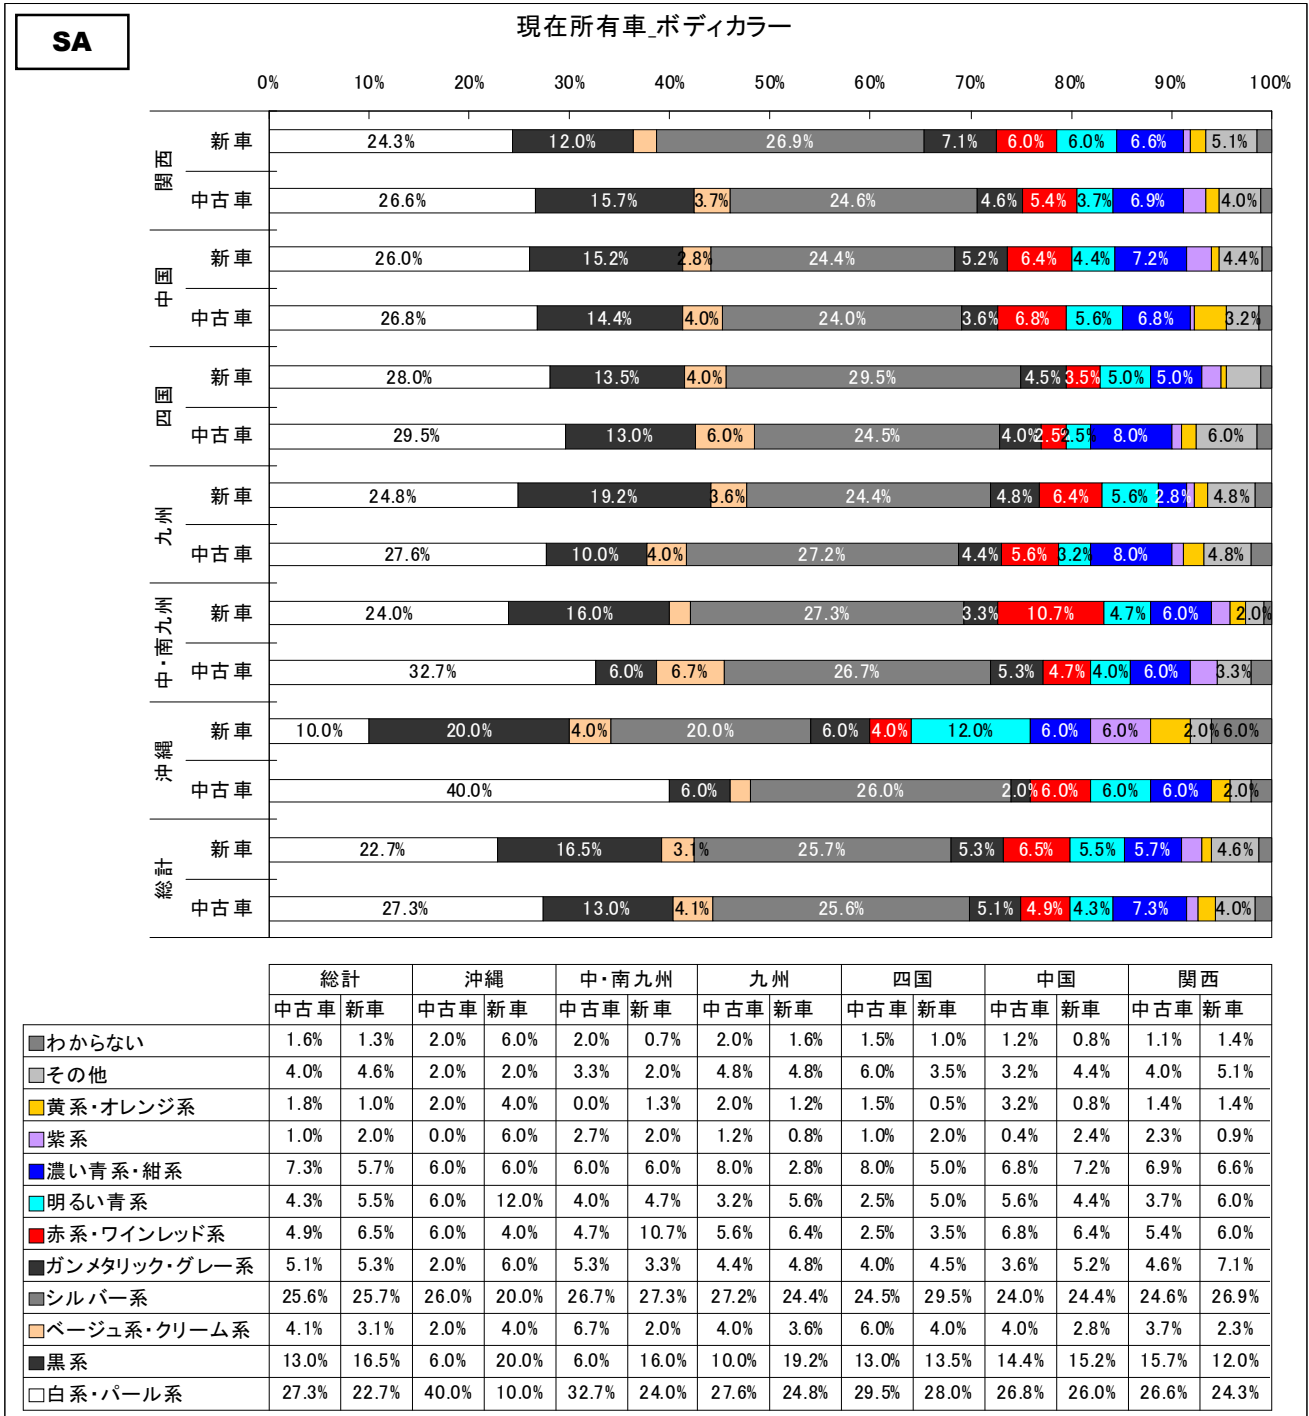 SA
現在所有車_ボディカラー
0% 10% 20% 30% 40% 50% 60% 70% 80% 90% 100%
関西
新車 24.3% 12.0% 26.9% 7.1% 6.0% 6.0% 6.6% 5.1%
中古車 26.6% 15.7% 3.7% 24.6% 4.6% 5.4% 3.7% 6.9% 4.0%
中国
新車 26.0% 15.2% 2.8% 24.4% 5.2% 6.4% 4.4% 7.2% 4.4%
中古車 26.8% 14.4% 4.0% 24.0% 3.6% 6.8% 5.6% 6.8% 3.2%
四国
新車 28.0% 13.5% 4.0% 29.5% 4.5% 3.5% 5.0% 5.0%
中古車 29.5% 13.0% 6.0% 24.5% 4.0% 2.5% 2.5% 8.0% 6.0%
九州
新車 24.8% 19.2% 3.6% 24.4% 4.8% 6.4% 5.6% 2.8% 4.8%
中古車 27.6% 10.0% 4.0% 27.2% 4.4% 5.6% 3.2% 8.0% 4.8%
中・南九州
新車 24.0% 16.0% 27.3% 3.3% 10.7% 4.7% 6.0% 2.0%
中古車 32.7% 6.0% 6.7% 26.7% 5.3% 4.7% 4.0% 6.0% 3.3%
沖縄
新車 10.0% 20.0% 4.0% 20.0% 6.0% 4.0% 12.0% 6.0% 6.0% 2.0% 6.0%
中古車 40.0% 6.0% 26.0% 2.0% 6.0% 6.0% 6.0% 2.0%
総計
新車 22.7% 16.5% 3.1% 25.7% 5.3% 6.5% 5.5% 5.7% 4.6%
中古車 27.3% 13.0% 4.1% 25.6% 5.1% 4.9% 4.3% 7.3% 4.0%
総計 沖縄 中・南九州 九州 四国 中国 関西
中古車 新車 中古車 新車 中古車 新車 中古車 新車 中古車 新車 中古車 新車 中古車 新車
わからない 1.6% 1.3% 2.0% 6.0% 2.0% 0.7% 2.0% 1.6% 1.5% 1.0% 1.2% 0.8% 1.1% 1.4%
その他 4.0% 4.6% 2.0% 2.0% 3.3% 2.0% 4.8% 4.8% 6.0% 3.5% 3.2% 4.4% 4.0% 5.1%
黄系・オレンジ系 1.8% 1.0% 2.0% 4.0% 0.0% 1.3% 2.0% 1.2% 1.5% 0.5% 3.2% 0.8% 1.4% 1.4%
紫系 1.0% 2.0% 0.0% 6.0% 2.7% 2.0% 1.2% 0.8% 1.0% 2.0% 0.4% 2.4% 2.3% 0.9%
濃い青系・紺系 7.3% 5.7% 6.0% 6.0% 6.0% 6.0% 8.0% 2.8% 8.0% 5.0% 6.8% 7.2% 6.9% 6.6%
明るい青系 4.3% 5.5% 6.0% 12.0% 4.0% 4.7% 3.2% 5.6% 2.5% 5.0% 5.6% 4.4% 3.7% 6.0%
赤系・ワインレッド系 4.9% 6.5% 6.0% 4.0% 4.7% 10.7% 5.6% 6.4% 2.5% 3.5% 6.8% 6.4% 5.4% 6.0%
ガンメタリック・グレー系 5.1% 5.3% 2.0% 6.0% 5.3% 3.3% 4.4% 4.8% 4.0% 4.5% 3.6% 5.2% 4.6% 7.1%
シルバー系 25.6% 25.7% 26.0% 20.0% 26.7% 27.3% 27.2% 24.4% 24.5% 29.5% 24.0% 24.4% 24.6% 26.9%
ベージュ系・クリーム系 4.1% 3.1% 2.0% 4.0% 6.7% 2.0% 4.0% 3.6% 6.0% 4.0% 4.0% 2.8% 3.7% 2.3%
黒系 13.0% 16.5% 6.0% 20.0% 6.0% 16.0% 10.0% 19.2% 13.0% 13.5% 14.4% 15.2% 15.7% 12.0%
白系・パール系 27.3% 22.7% 40.0% 10.0% 32.7% 24.0% 27.6% 24.8% 29.5% 28.0% 26.8% 26.0% 26.6% 24.3%